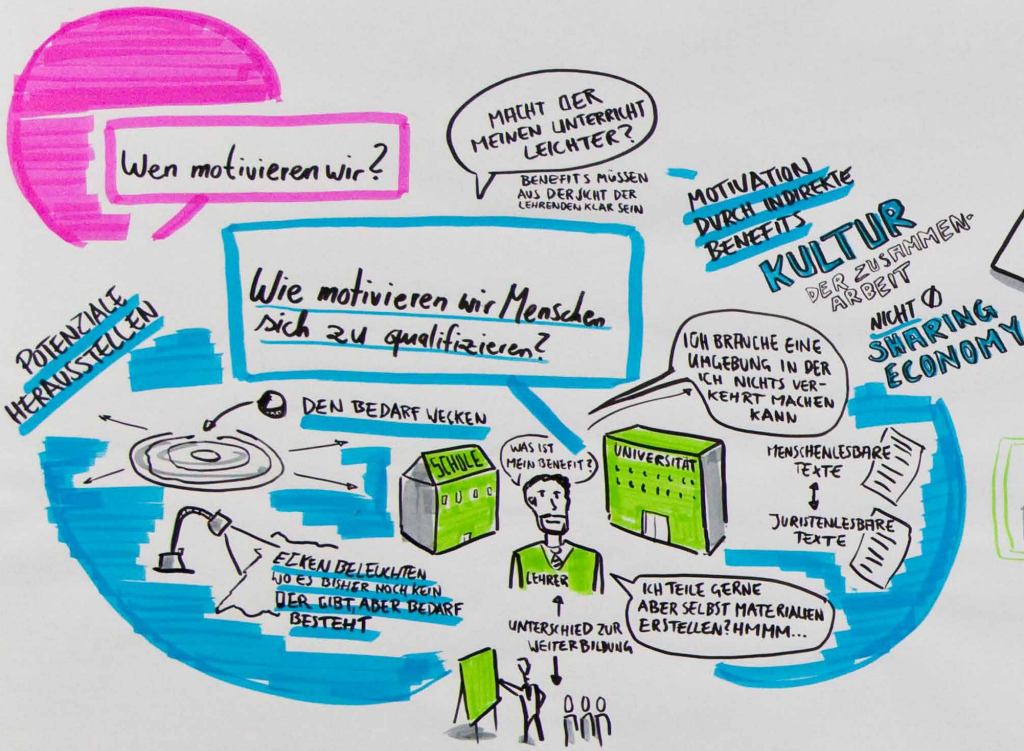 Wen motivieren wir?
MACHT DER
MEINEN UNTERRICHT
LEICHTER?
BENEFITS MÜSSEN
AUS DER SICHT DER
LEHRENDEN KLAR SEIN
MOTIVATION
DURCH INDIREKTE
BENEFITS
KULTUR
DER ZUSAMMEN-
ARBEIT
NICHT Ø
SHARING
ECONOMY
Wie motivieren wir Menschen
sich zu qualifizieren?
POTENZIALE
HERAUSSTELLEN
DEN BEDARF WECKEN
ICH BRAUCHE EINE
UMGEBUNG IN DER
ICH NICHTS VER-
KEHRT MACHEN
KANN
SCHULE
WAS IST
MEIN BENEFIT?
UNIVERSITÄT
MENSCHENLESBARE
TEXTE
JURISTENLESBARE
TEXTE
ECKEN BELEUCHTEN
WO ES BISHER NOCH KEIN
OER GIBT, ABER BEDARF
BESTEHT
LEHRER
ICH TEILE GERNE
ABER SELBST MATERIALIEN
ERSTELLEN? HMMM...
UNTERSCHIED ZUR
WEITERBILDUNG